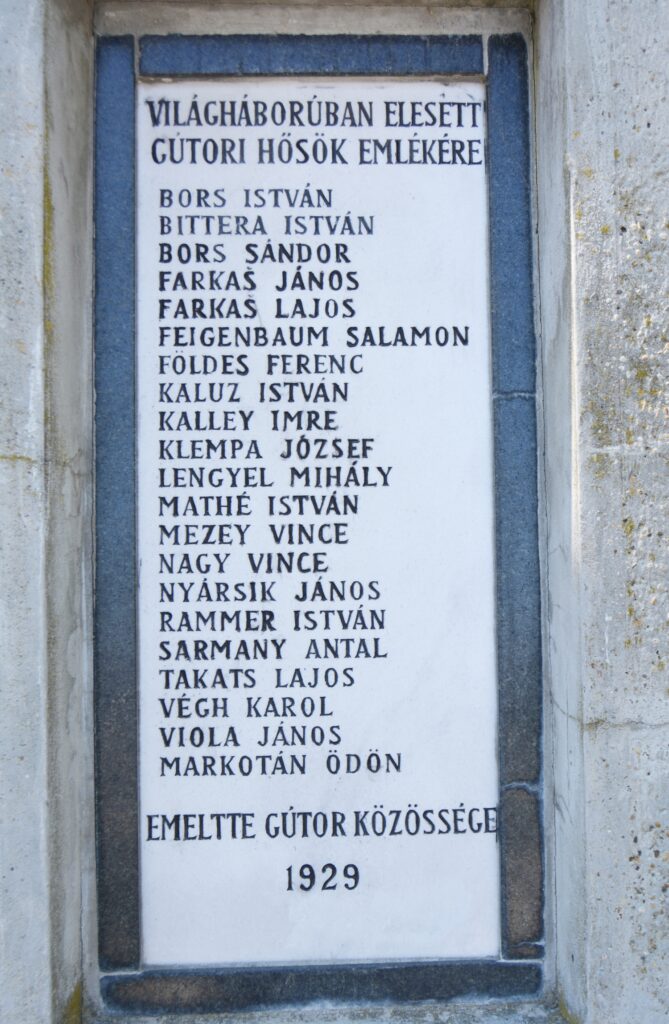 VILÁGHÁBORÚBAN ELESETT
GÚTORI HŐSÖK EMLÉKÉRE
BORS ISTVÁN
BITTERA ISTVÁN
BORS SÁNDOR
FARKAŠ JÁNOS
FARKAŠ LAJOS
FEIGENBAUM SALAMON
FÖLDES FERENC
KALUZ ISTVÁN
KALLEY IMRE
KLEMPA JÓZSEF
LENGYEL MIHÁLY
MATHÉ ISTVÁN
MEZEY VINCE
NAGY VINCE
NYÁRSIK JÁNOS
RAMMER ISTVÁN
SARMANY ANTAL
TAKATS LAJOS
VÉGH KAROL
VIOLA JÁNOS
MARKOTÁN ÖDÖN
EMELTTE GÚTOR KÖZÖSSÉGE
1929